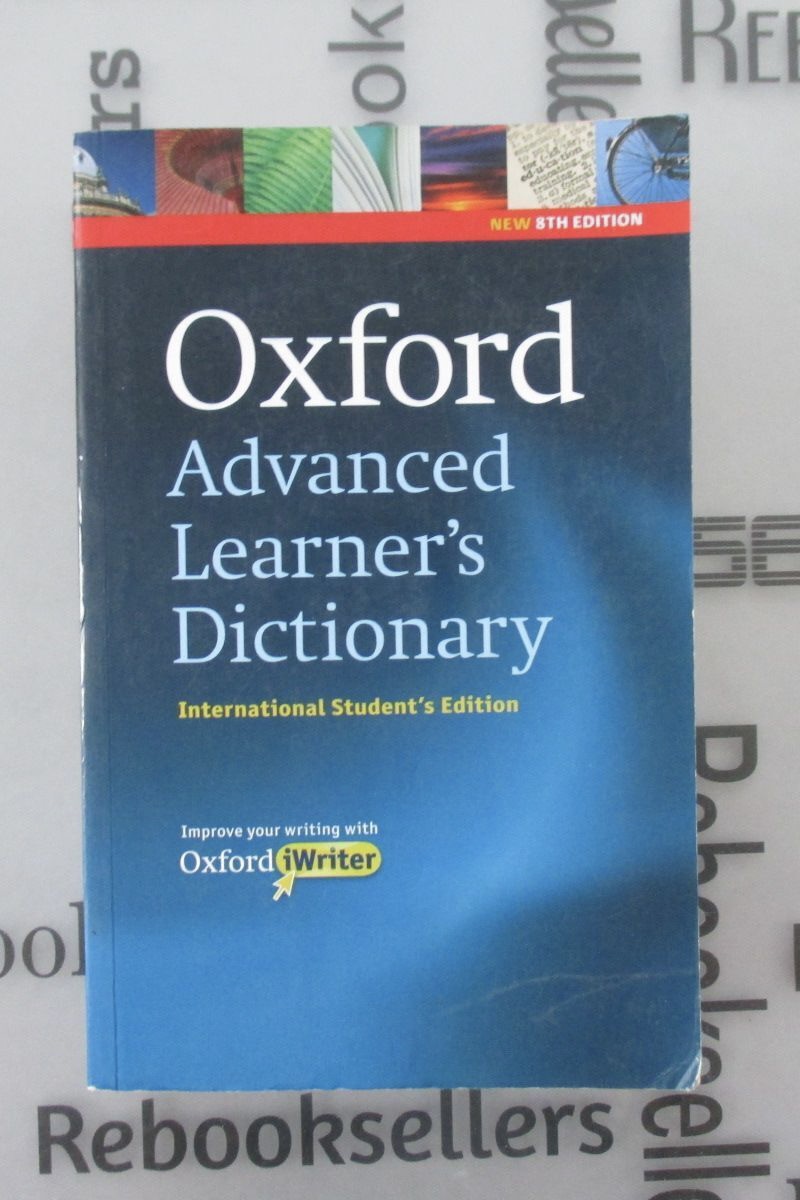 NEW 8TH EDITION
Oxford
Advanced
Learner's
Dictionary
International Student's Edition
Improve your writing with
Oxford iWriter
Rebooksellers